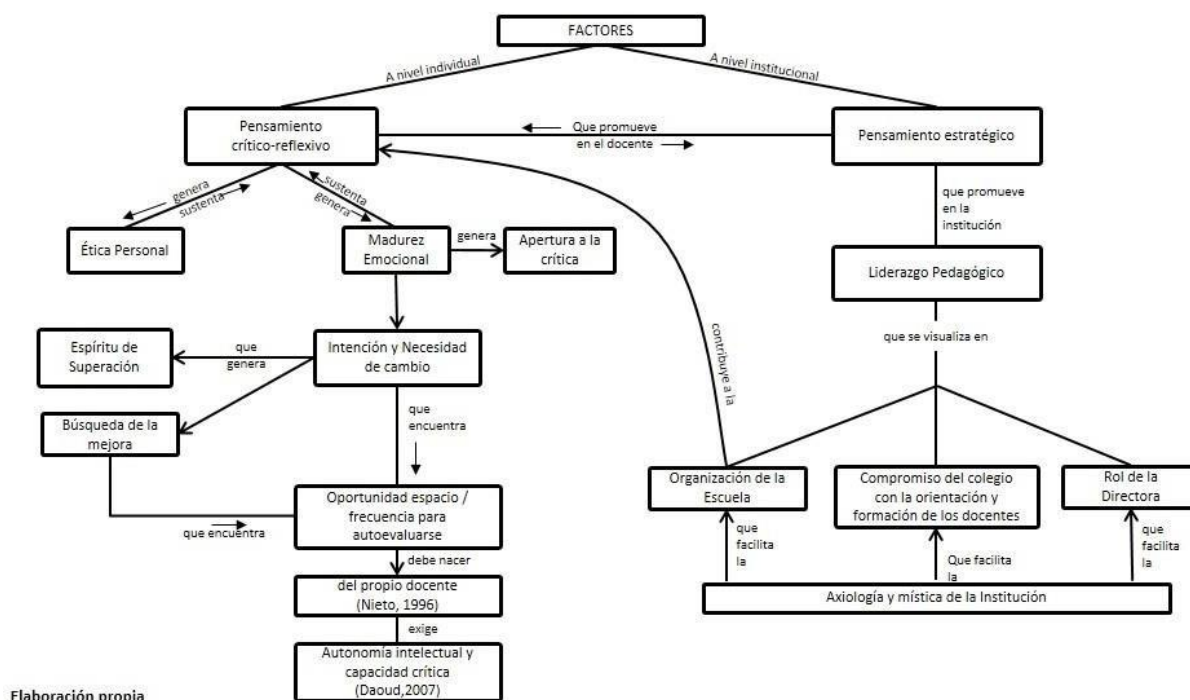 FACTORES
A nivel individual
A nivel institucional
Pensamiento
crítico-reflexivo
Que promueve
en el docente
Pensamiento estratégico
genera
sustenta
sustenta
genera
que promueve
en la
institución
Ética Personal
Madurez
Emocional
genera
Apertura a la
crítica
Liderazgo Pedagógico
contribuye a la
que se visualiza en
Espíritu de
Superación
que
genera
Intención y Necesidad
de cambio
Búsqueda de la
mejora
que
encuentra
Organización de la
Escuela
Compromiso del colegio
con la orientación y
formación de los docentes
Rol de la
Directora
Oportunidad espacio /
frecuencia para
autoevaluarse
que encuentra
que
facilita
la
Que facilita
la
que
facilita
la
debe nacer
del propio docente
(Nieto, 1996)
Axiología y mística de la Institución
exige
Autonomía intelectual y
capacidad crítica
(Daoud,2007)
Elaboración propia